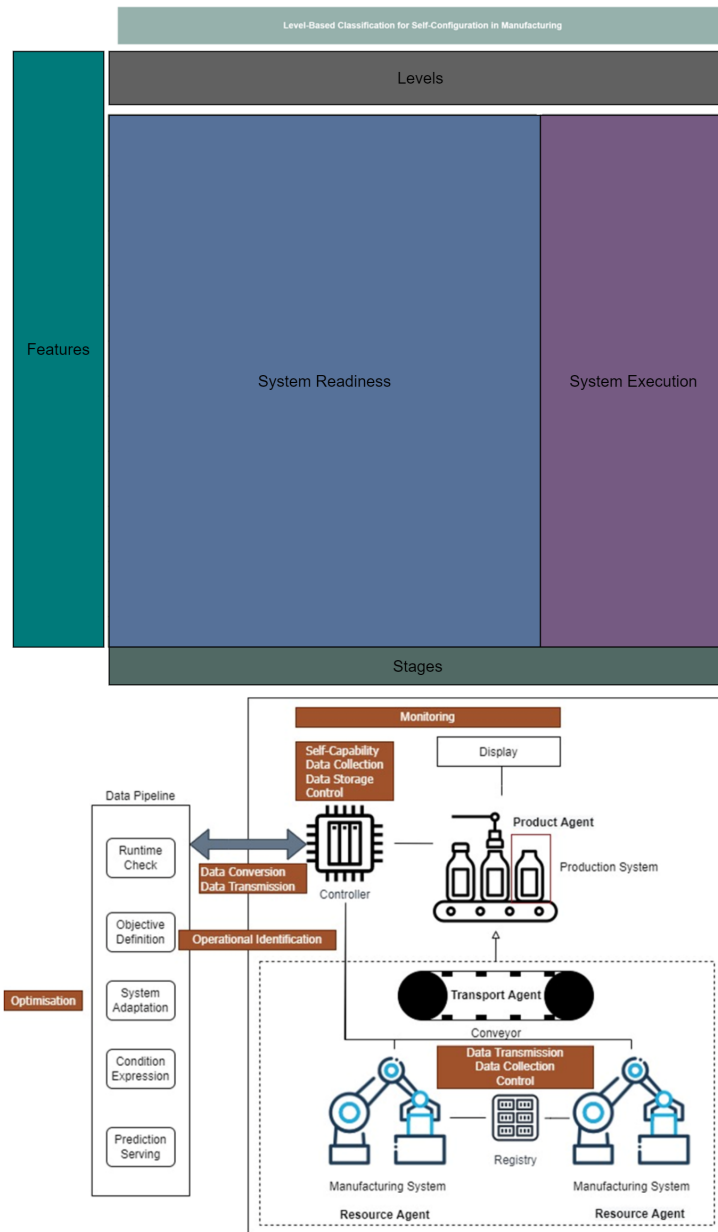 Level-Based Classification for Self-Configuration in Manufacturing
Levels
Features
System Readiness
System Execution
Stages
Monitoring
Self-Capability
Data Collection
Data Storage
Control
Display
Data Pipeline
Runtime
Check
Data Conversion
Data Transmission
Controller
Product Agent
Production System
Objective
Definition
Operational Identification
Optimisation
System
Adaptation
Transport Agent
Conveyor
Condition
Expression
Data Transmission
Data Collection
Control
Prediction
Serving
Registry
Manufacturing System
Manufacturing System
Resource Agent
Resource Agent